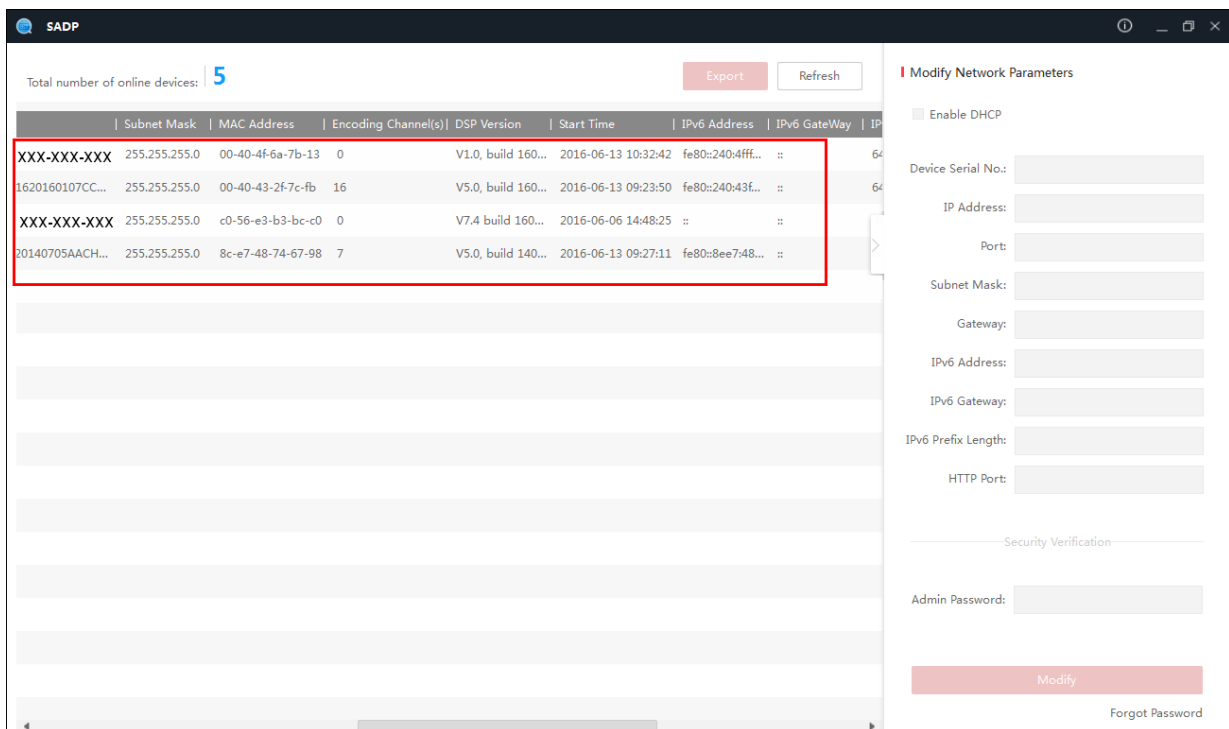 SADP
Total number of online devices: 5 Export Refresh
Subnet Mask | MAC Address | Encoding Channel(s) | DSP Version | Start Time | IPv6 Address | IPv6 GateWay | IP
XXX-XXX-XXX 255.255.255.0 00-40-4f-6a-7b-13 0 V1.0, build 160... 2016-06-13 10:32:42 fe80::240:4fff... :: 64
1620160107CC... 255.255.255.0 00-40-43-2f-7c-fb 16 V5.0, build 160... 2016-06-13 09:23:50 fe80::240:43f... :: 64
XXX-XXX-XXX 255.255.255.0 c0-56-e3-b3-bc-c0 0 V7.4 build 160... 2016-06-06 14:48:25 :: ::
20140705AACH... 255.255.255.0 8c-e7-48-74-67-98 7 V5.0, build 140... 2016-06-13 09:27:11 fe80::8ee7:48... ::
Modify Network Parameters
Enable DHCP
Device Serial No.:
IP Address:
Port:
Subnet Mask:
Gateway:
IPv6 Address:
IPv6 Gateway:
IPv6 Prefix Length:
HTTP Port:
Security Verification
Admin Password:
Modify
Forgot Password